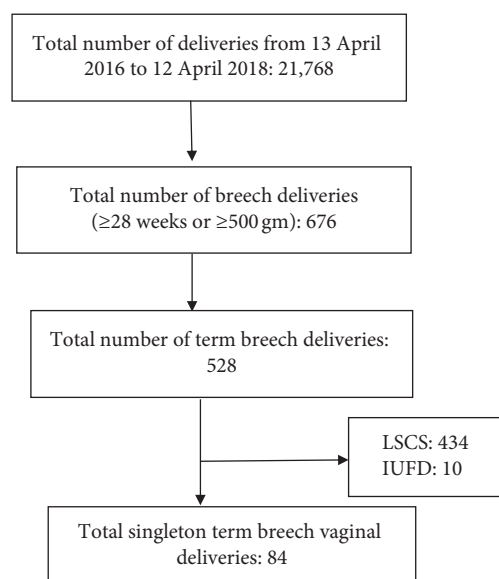 Total number of deliveries from 13 April
2016 to 12 April 2018: 21,768
Total number of breech deliveries
(≥28 weeks or ≥500 gm): 676
Total number of term breech deliveries:
528
LSCS: 434
IUFD: 10
Total singleton term breech vaginal
deliveries: 84